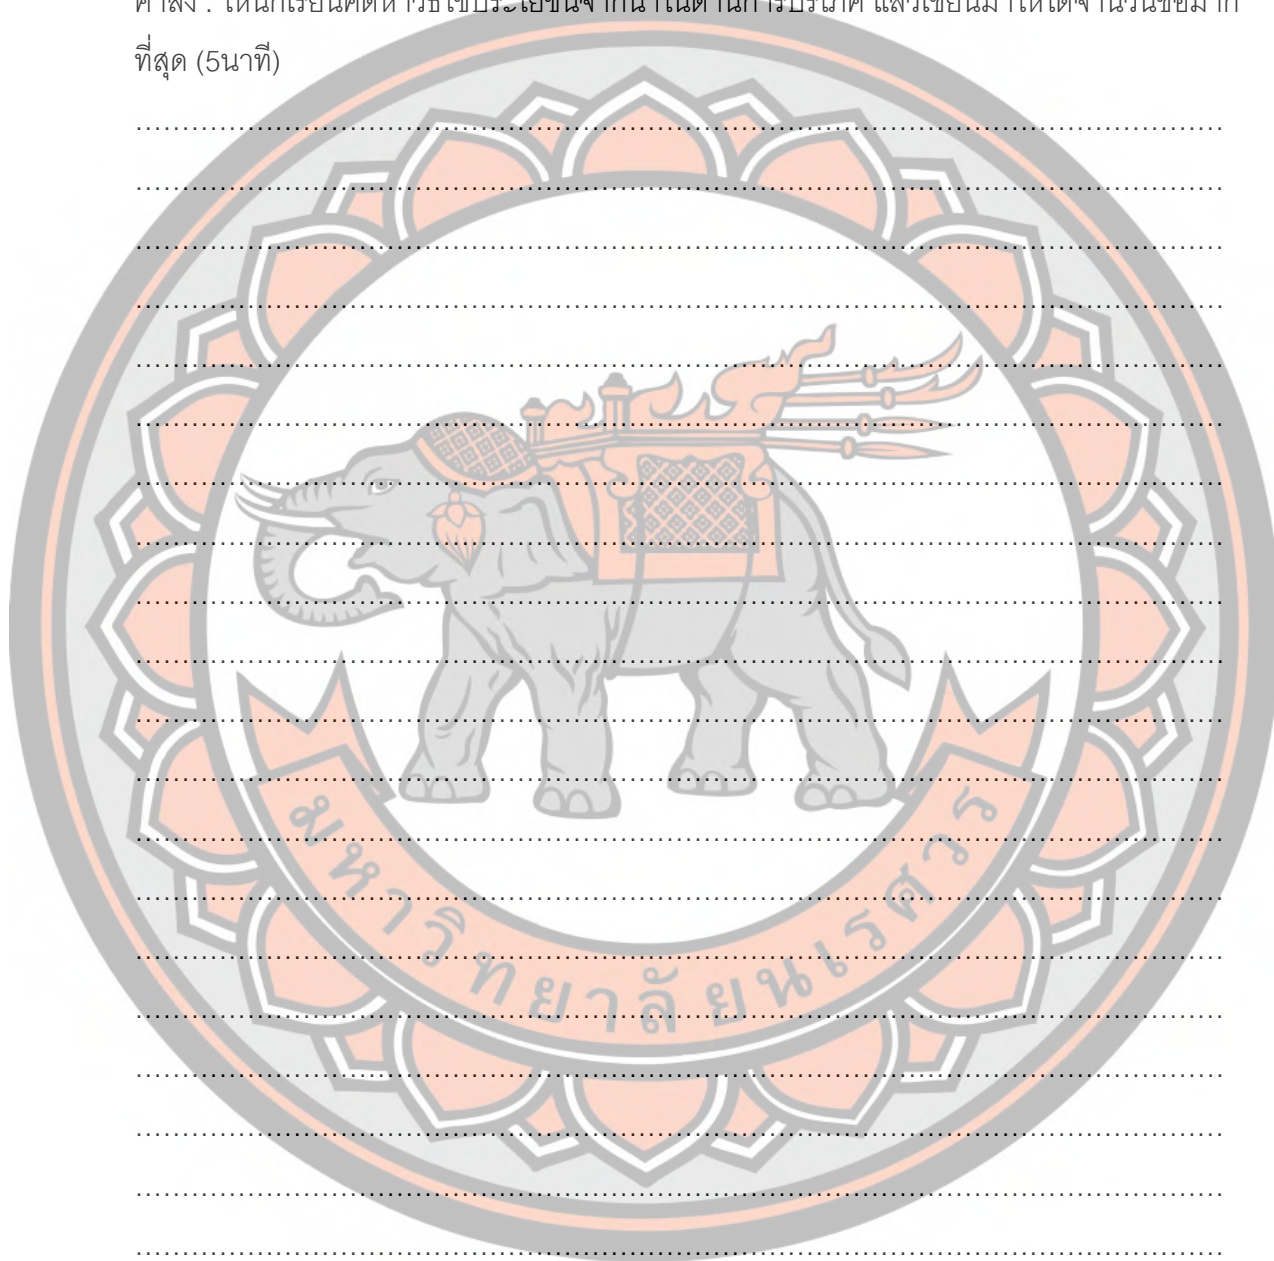 คำสั่ง : ให้นักเรียนคิดหาวิธีใช้ประโยชน์จากน้ำในด้านการบริโภค แล้วเขียนมาให้ได้จำนวนข้อมาก
ที่สุด (5นาที)
มหาวิทยาลัยนเรศวร